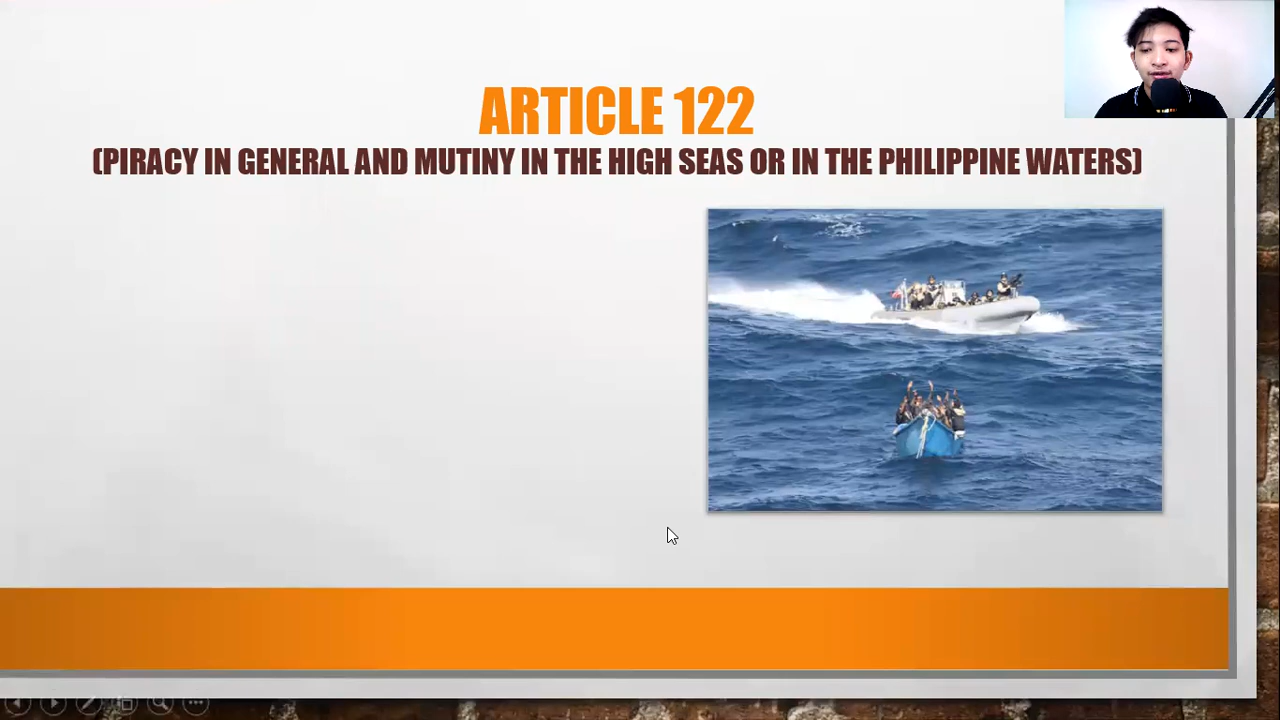 ARTICLE 122
(PIRACY IN GENERAL AND MUTINY IN THE HIGH SEAS OR IN THE PHILIPPINE WATERS)